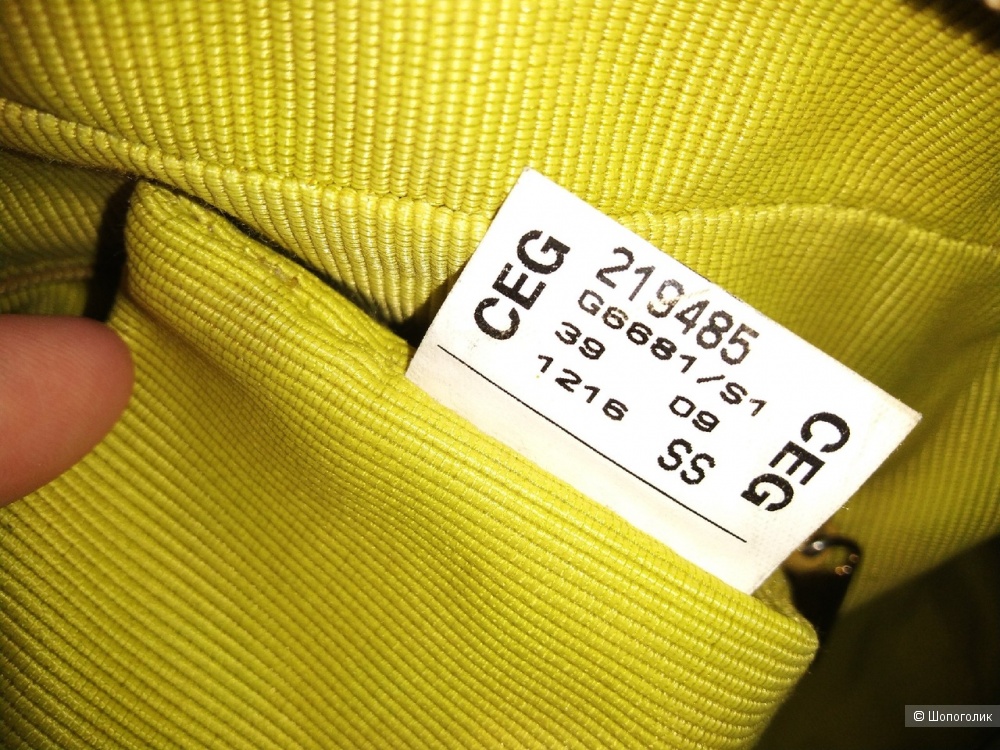 CEG
219485
G6681/S1
39 09
1216 SS
CEG
© Шопоголик